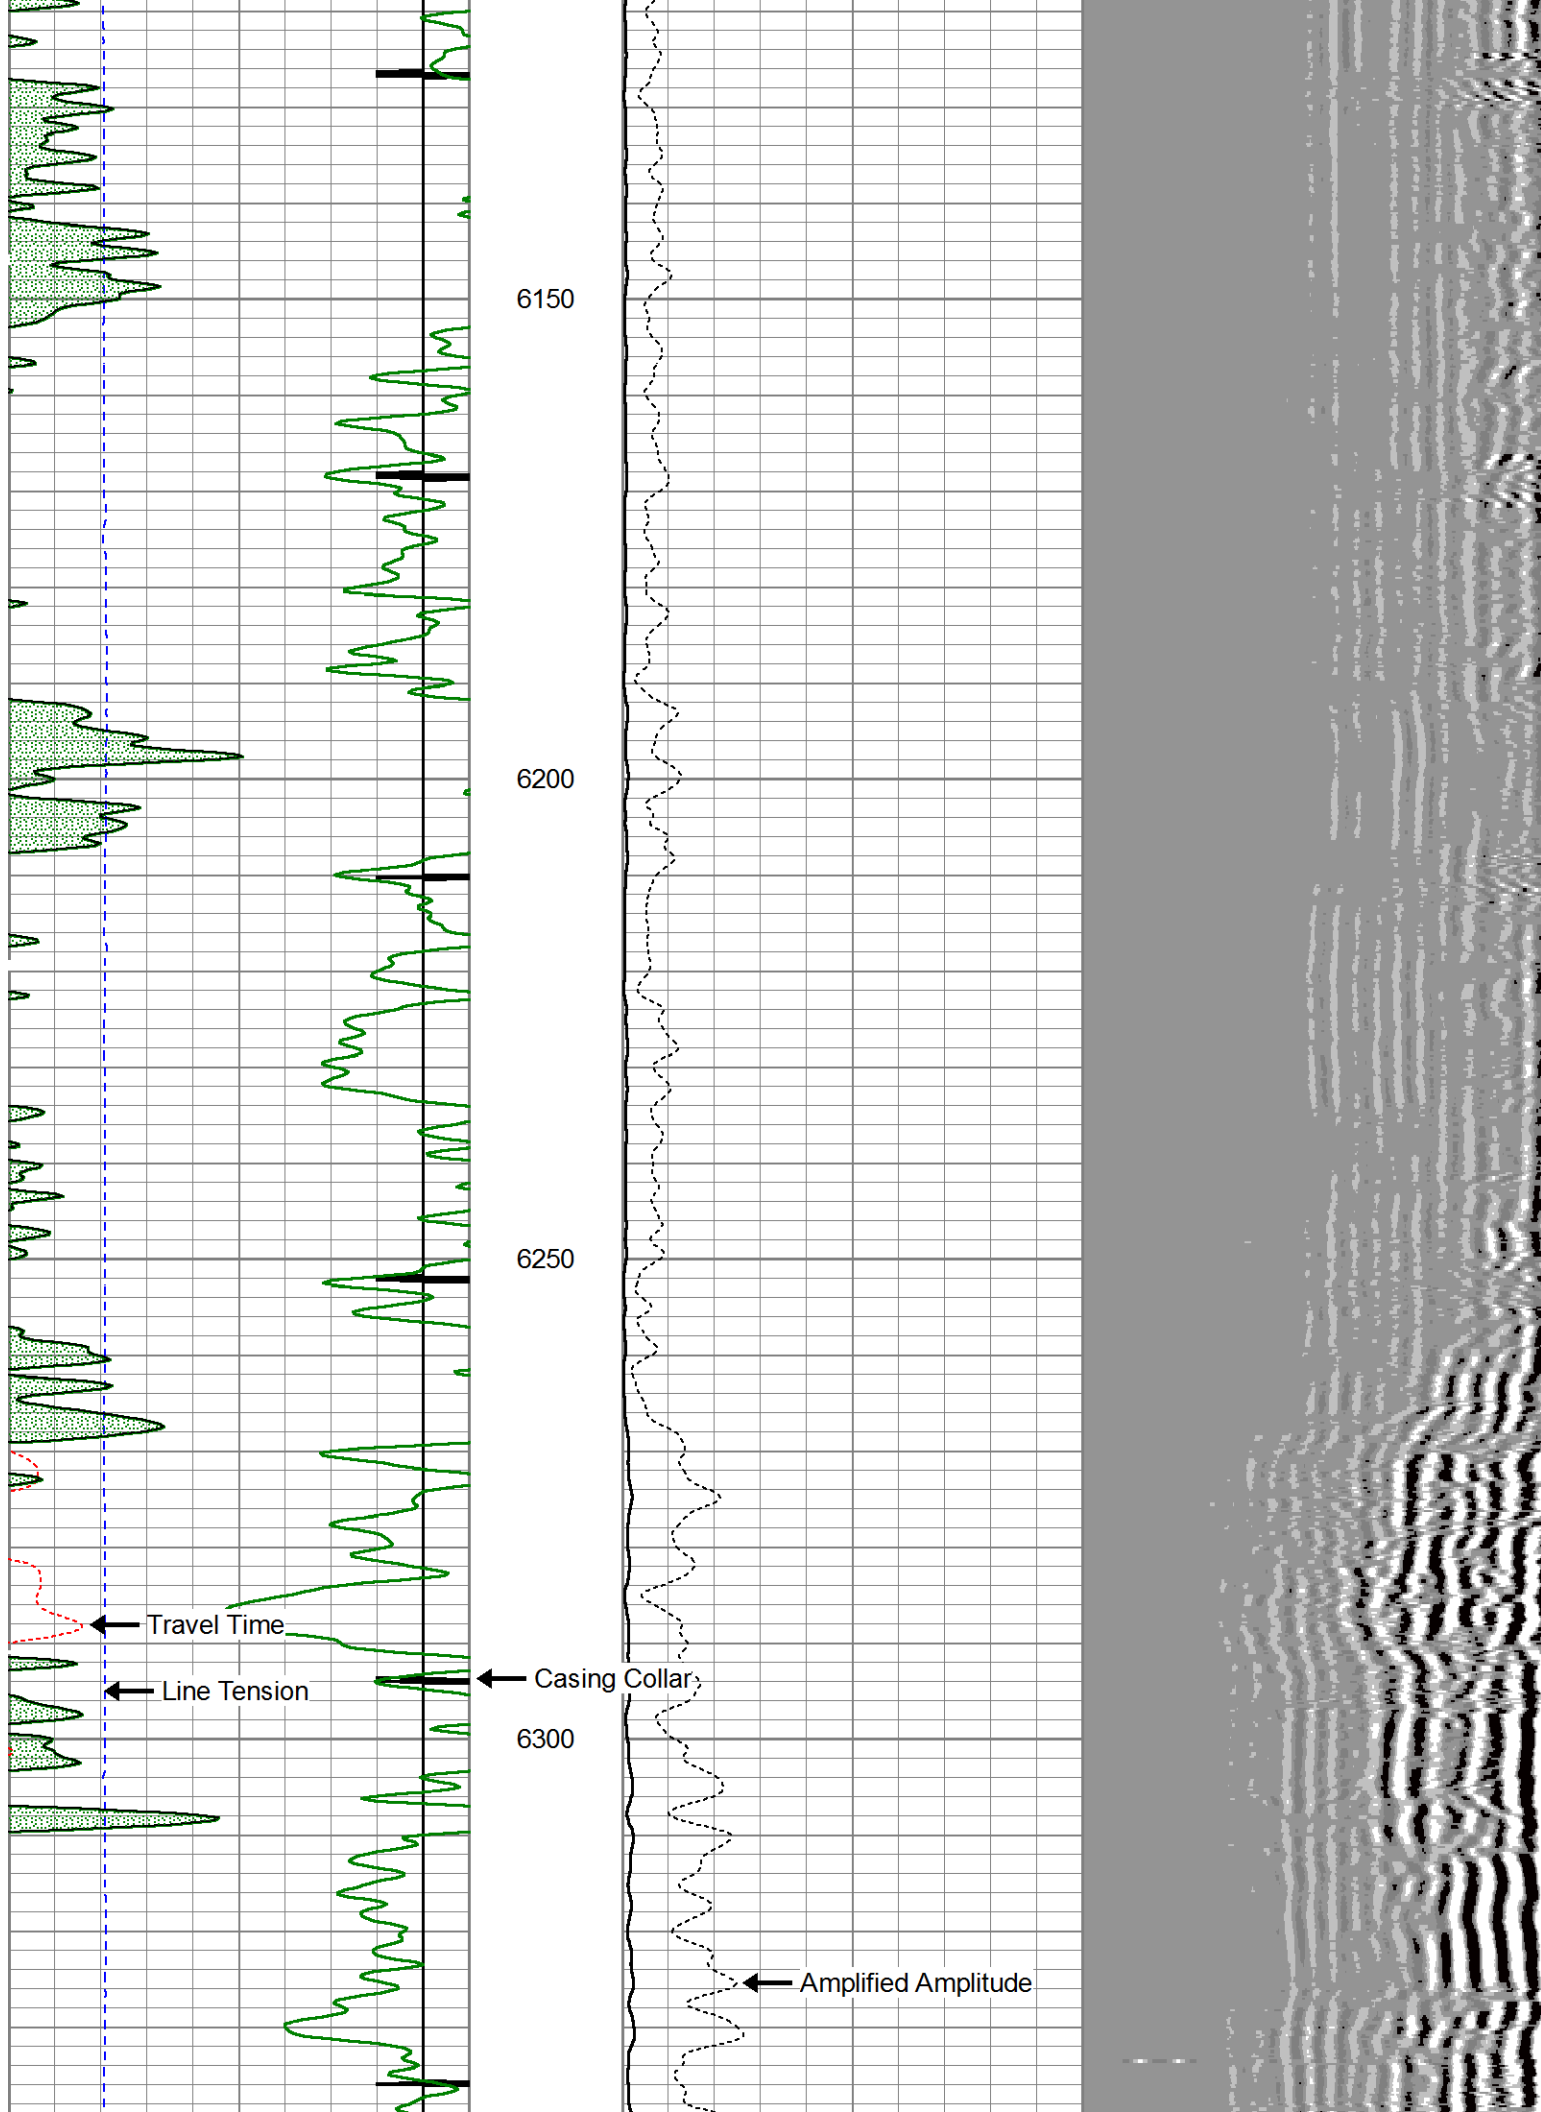 6150
6200
6250
Travel Time
Casing Collar
Line Tension
6300
Amplified Amplitude